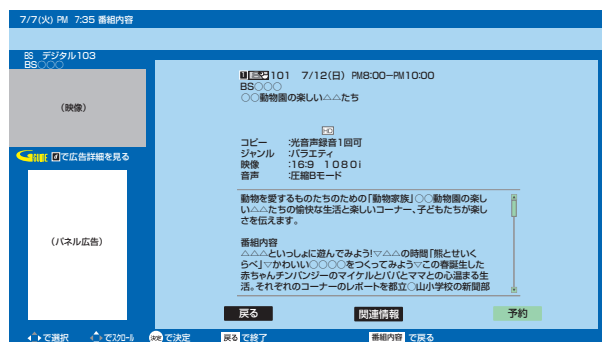 7/7(火) PM 7:35 番組内容
BS デジタル103
BS○○○
(映像)
GガイドGUIDE dで広告詳細を見る
(パネル広告)
101 7/12(日) PM8:00-PM10:00
BS○○○
○○動物園の楽しい△△たち
HD
コピー :光音声録音1回可
ジャンル :バラエティ
映像 :16:9 1080i
音声 :圧縮Bモード
動物を愛するものたちのための「動物家族」○○動物園の楽し
い△△たちの愉快な生活と楽しいコーナー、子どもたちが楽し
さを伝えます。
番組内容
△△△といっしょに遊んでみよう!▽△△の時間「熊とせいく
らべ」▽かわいい○○○○をつくってみよう▽この春誕生した
赤ちゃんチンパンジーのマイケルとパパとママとの心温まる生
活。それぞれのコーナーのレポートを都立○山小学校の新聞部
戻る 関連情報 予約
で選択 でスクロール 決定 で決定 戻る で終了 番組内容 で戻る